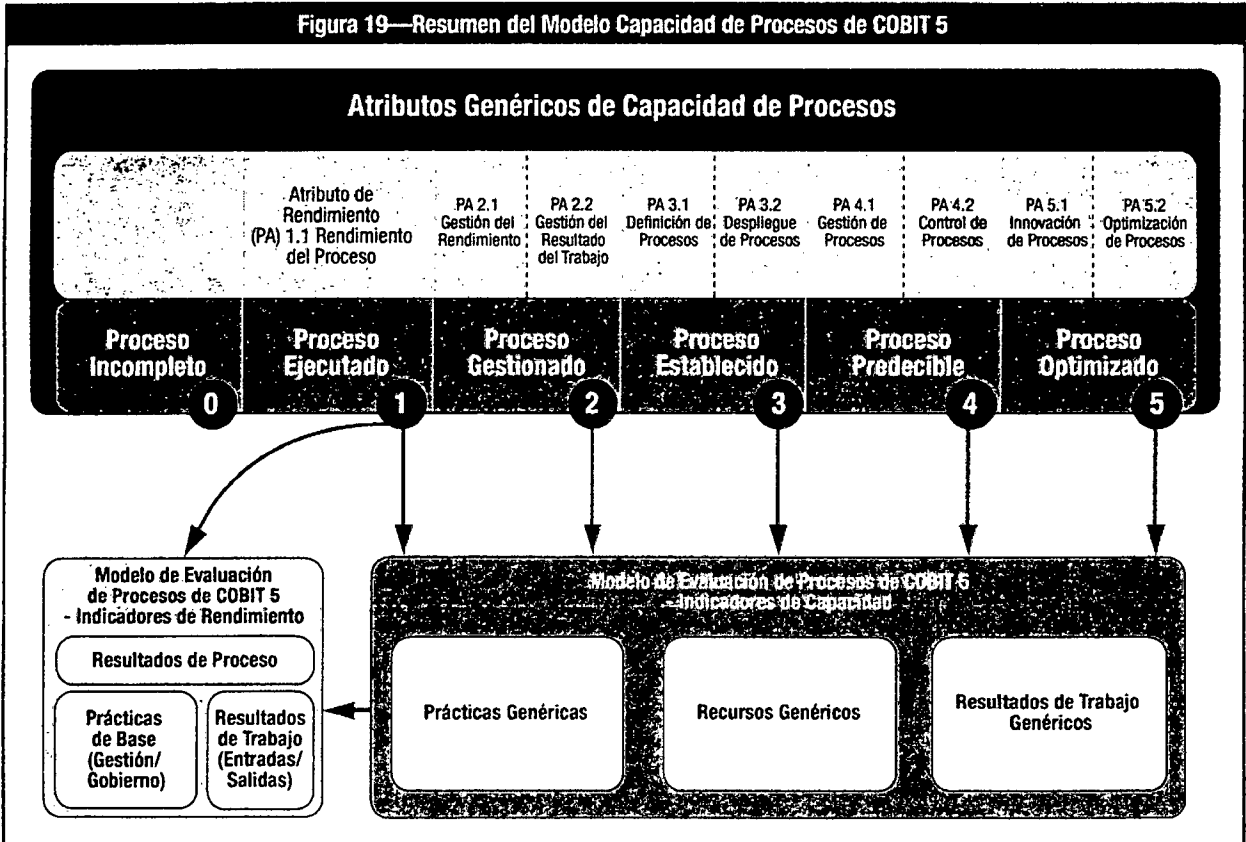 Figura 19—Resumen del Modelo Capacidad de Procesos de COBIT 5
Atributos Genéricos de Capacidad de Procesos
Atributo de
Rendimiento
(PA) 1.1 Rendimiento
del Proceso
PA 2.1
Gestión del
Rendimiento
PA 2.2
Gestión del
Resultado
del Trabajo
PA 3.1
Definición de
Procesos
PA 3.2
Despliegue
de Procesos
PA 4.1
Gestión de
Procesos
PA 4.2
Control de
Procesos
PA 5.1
Innovación
de Procesos
PA 5.2
Optimización
de Procesos
Proceso
Incompleto
0
Proceso
Ejecutado
1
Proceso
Gestionado
2
Proceso
Establecido
3
Proceso
Predecible
4
Proceso
Optimizado
5
Modelo de Evaluación
de Procesos de COBIT 5
- Indicadores de Rendimiento
Resultados de Proceso
Prácticas
de Base
(Gestión/
Gobierno)
Resultados
de Trabajo
(Entradas/
Salidas)
Modelo de Evaluación de Procesos de COBIT 5
- Indicadores de Capacidad
Prácticas Genéricas
Recursos Genéricos
Resultados de Trabajo
Genéricos